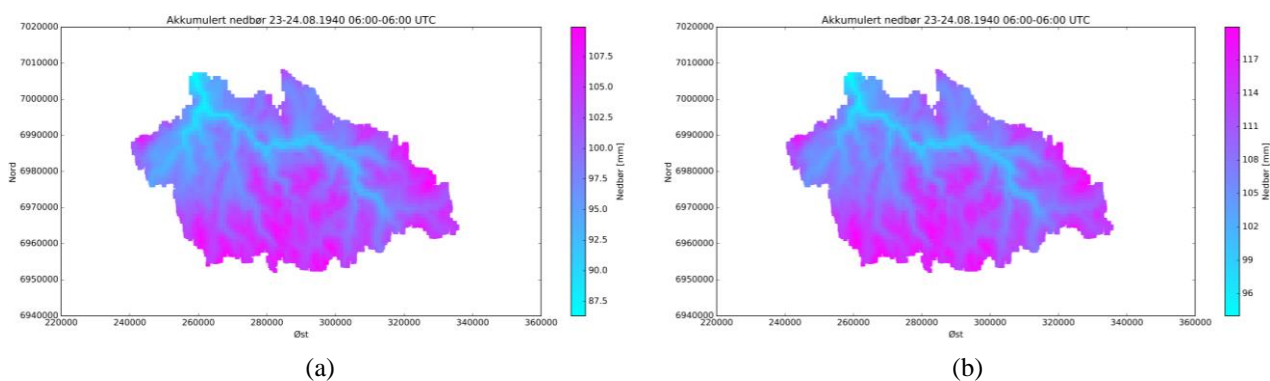 Akkumulert nedbør 23-24.08.1940 06:00-06:00 UTC
7020000
7010000
7000000
6990000
6980000
6970000
6960000
6950000
6940000
Nord
220000 240000 260000 280000 300000 320000 340000 360000
Øst
107.5
105.0
102.5
100.0
97.5
95.0
92.5
90.0
87.5
Nedbør [mm]
(a)
Akkumulert nedbør 23-24.08.1940 06:00-06:00 UTC
7020000
7010000
7000000
6990000
6980000
6970000
6960000
6950000
6940000
Nord
220000 240000 260000 280000 300000 320000 340000 360000
Øst
117
114
111
108
105
102
99
96
Nedbør [mm]
(b)